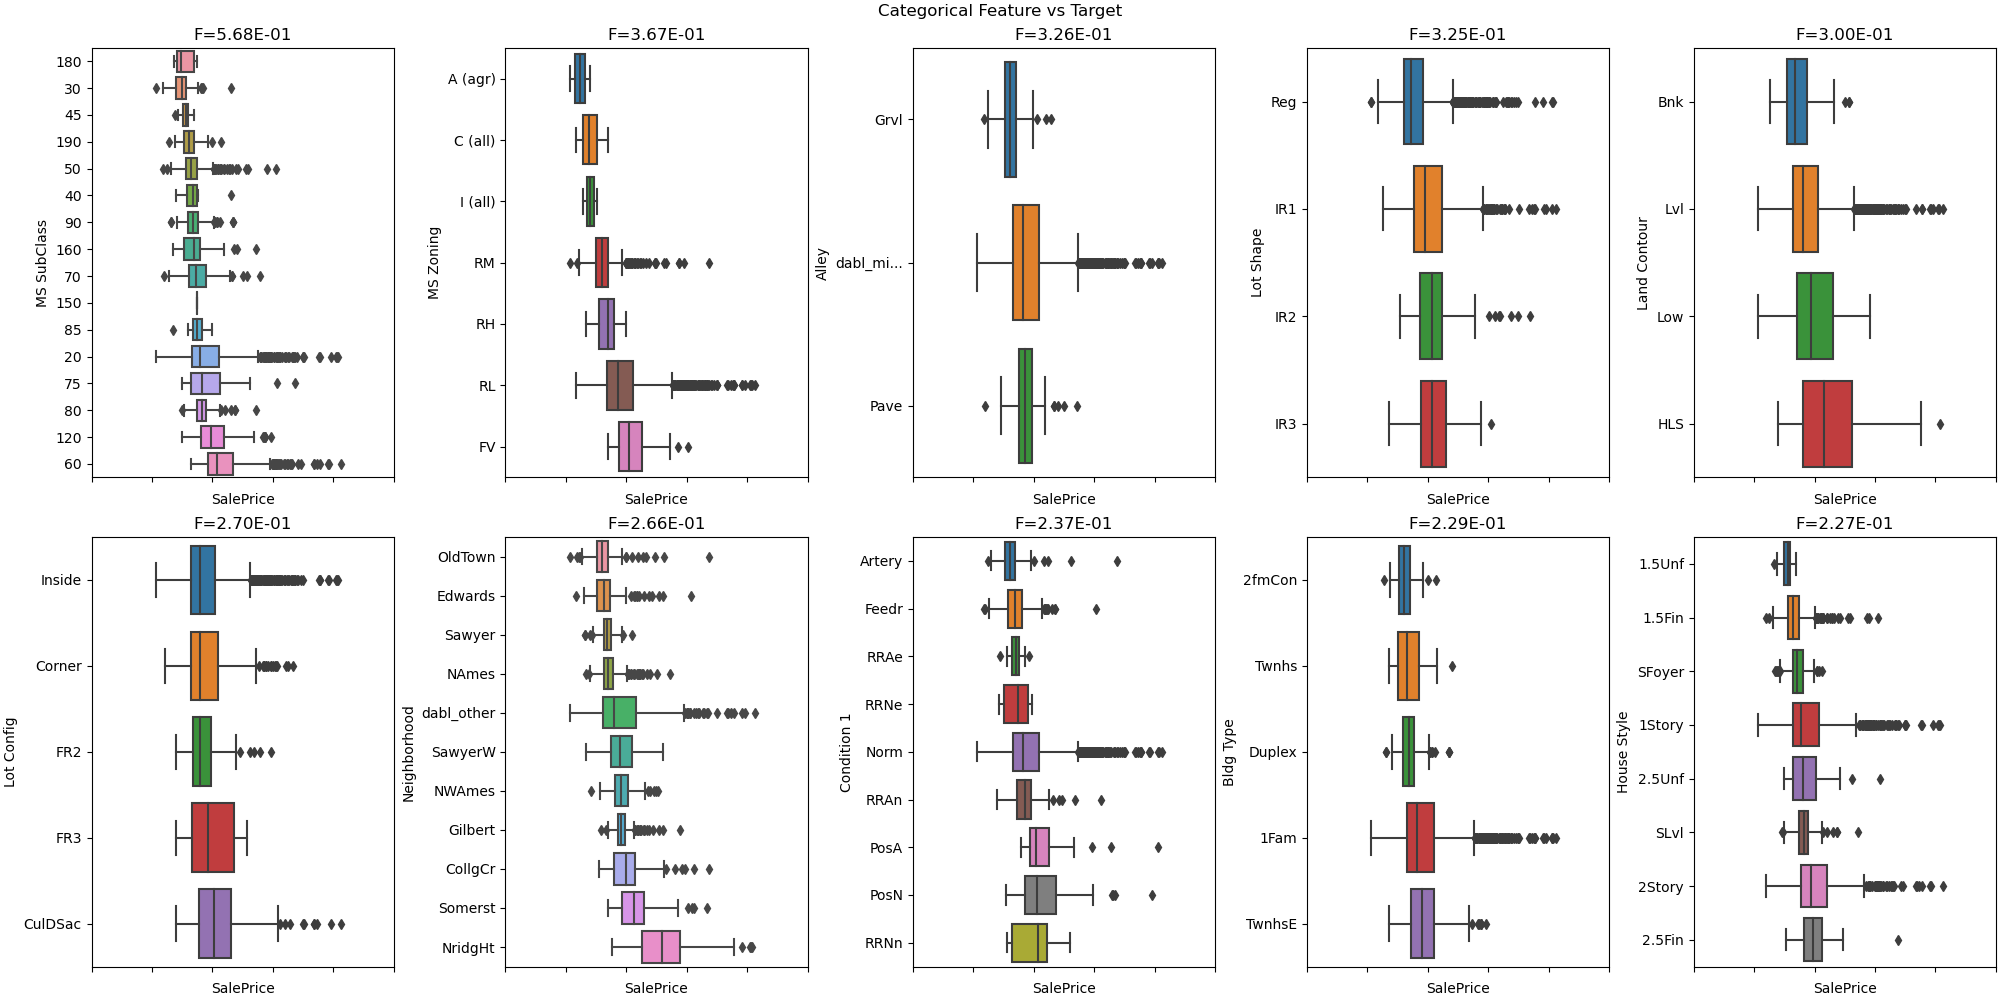 Categorical Feature vs Target
F=5.68E-01
MS SubClass
180
30
45
190
50
40
90
160
70
150
85
20
75
80
120
60
SalePrice
F=3.67E-01
MS Zoning
A (agr)
C (all)
I (all)
RM
RH
RL
FV
SalePrice
F=3.26E-01
Alley
Grvl
dabl_mi...
Pave
SalePrice
F=3.25E-01
Lot Shape
Reg
IR1
IR2
IR3
SalePrice
F=3.00E-01
Land Contour
Bnk
Lvl
Low
HLS
SalePrice
F=2.70E-01
Lot Config
Inside
Corner
FR2
FR3
CulDSac
SalePrice
F=2.66E-01
Neighborhood
OldTown
Edwards
Sawyer
NAmes
dabl_other
SawyerW
NWAmes
Gilbert
CollgCr
Somerst
NridgHt
SalePrice
F=2.37E-01
Condition 1
Artery
Feedr
RRAe
RRNe
Norm
RRAn
PosA
PosN
RRNn
SalePrice
F=2.29E-01
Bldg Type
2fmCon
Twnhs
Duplex
1Fam
TwnhsE
SalePrice
F=2.27E-01
House Style
1.5Unf
1.5Fin
SFoyer
1Story
2.5Unf
SLvl
2Story
2.5Fin
SalePrice